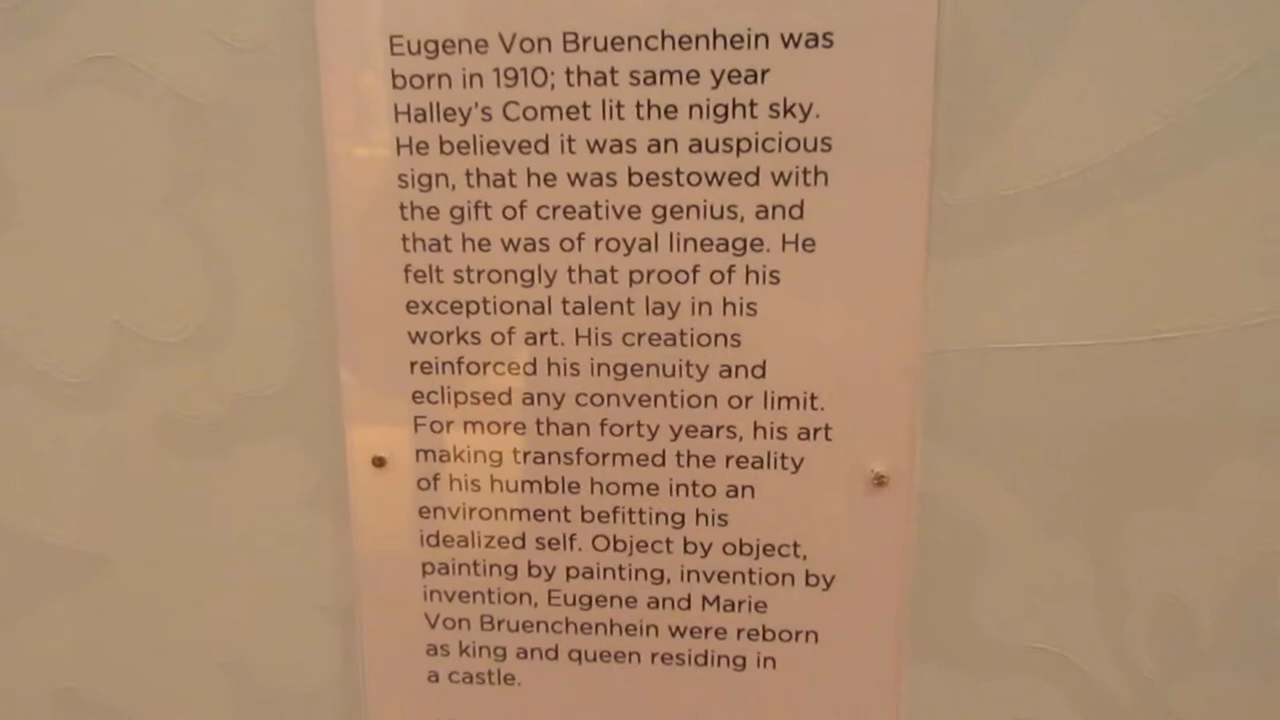 Eugene Von Bruenchenhein was
born in 1910; that same year
Halley's Comet lit the night sky.
He believed it was an auspicious
sign, that he was bestowed with
the gift of creative genius, and
that he was of royal lineage. He
felt strongly that proof of his
exceptional talent lay in his
works of art. His creations
reinforced his ingenuity and
eclipsed any convention or limit.
For more than forty years, his art
making transformed the reality
of his humble home into an
environment befitting his
idealized self. Object by object,
painting by painting, invention by
invention, Eugene and Marie
Von Bruenchenhein were reborn
as king and queen residing in
a castle.